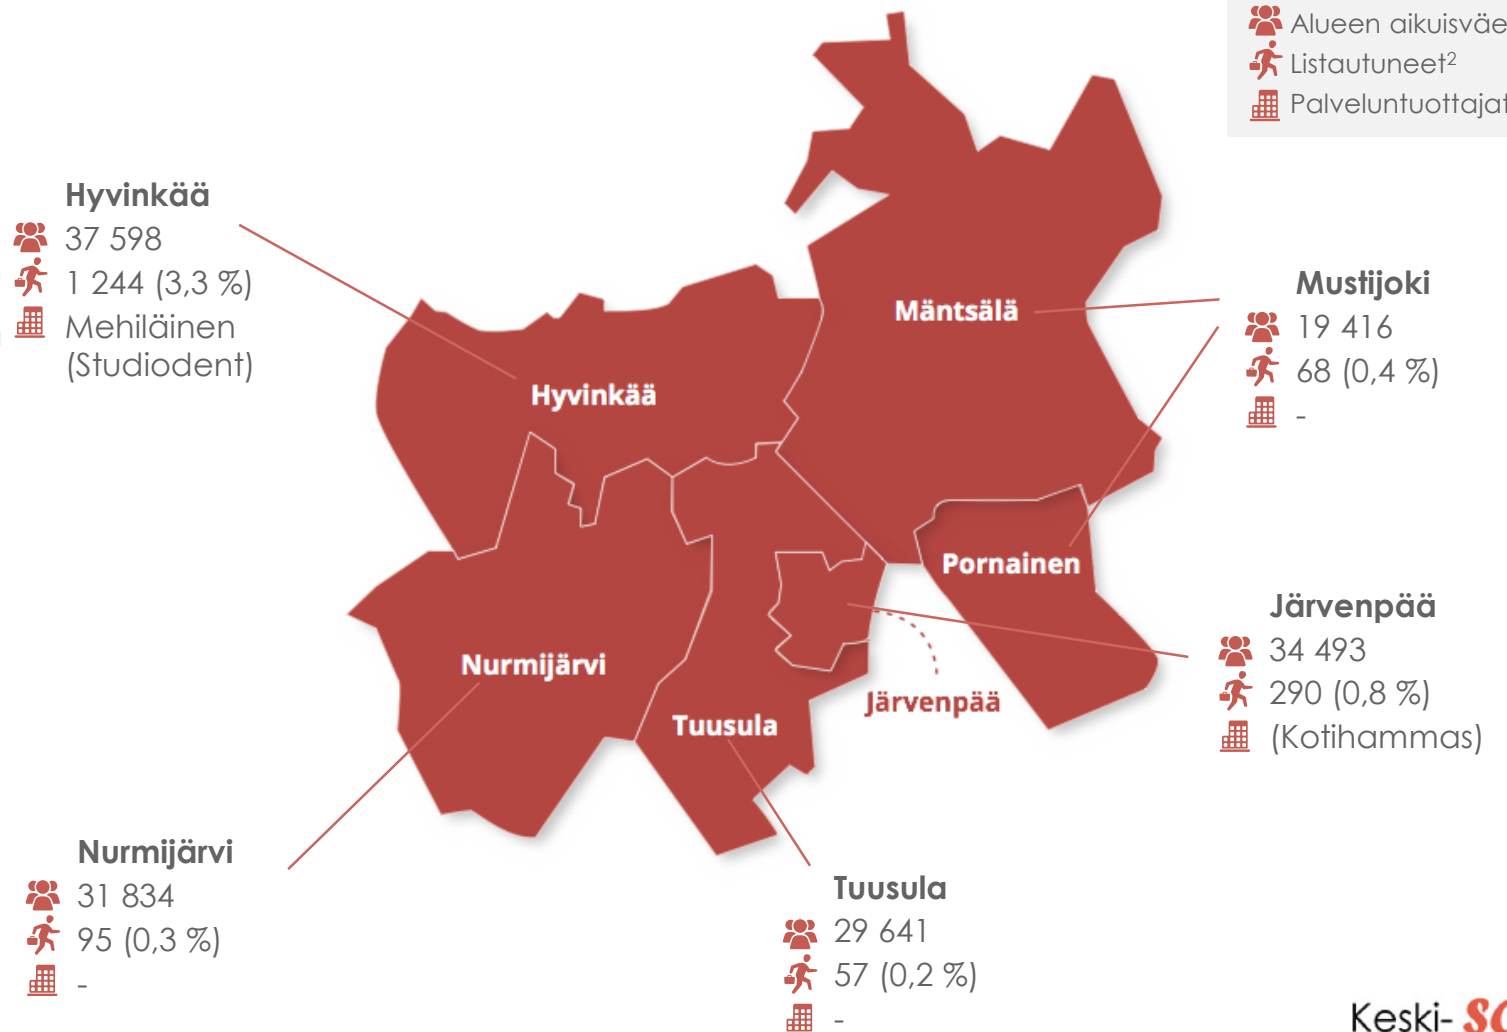 Alueen aikuisväe
Listautuneet²
Palveluntuottajat
Hyvinkää
37 598
1 244 (3,3 %)
Mehiläinen
(Studiodent)
Mustijoki
19 416
68 (0,4 %)
-
Mäntsälä
Hyvinkää
Pornainen
Nurmijärvi
Tuusula
Järvenpää
Järvenpää
34 493
290 (0,8 %)
(Kotihammas)
Nurmijärvi
31 834
95 (0,3 %)
-
Tuusula
29 641
57 (0,2 %)
-
Keski-